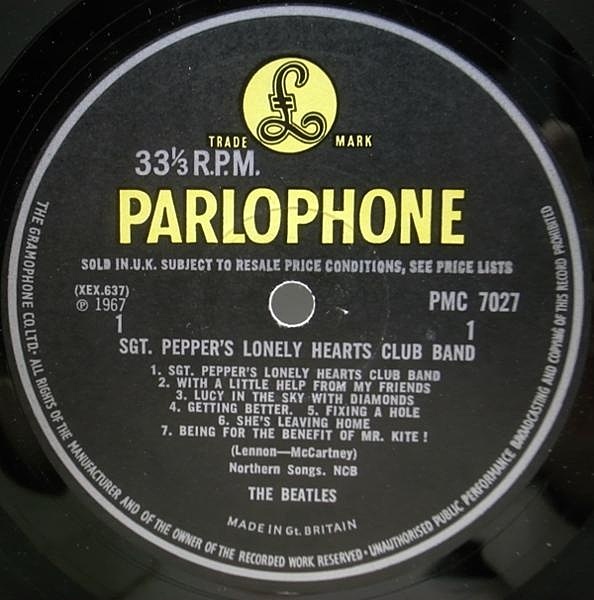 £
TRADE MARK
33⅓ R.P.M.
PARLOPHONE
SOLD IN U.K. SUBJECT TO RESALE PRICE CONDITIONS, SEE PRICE LISTS
(XEX.637)
℗ 1967
1
PMC 7027
1
SGT. PEPPER'S LONELY HEARTS CLUB BAND
1. SGT. PEPPER'S LONELY HEARTS CLUB BAND
2. WITH A LITTLE HELP FROM MY FRIENDS
3. LUCY IN THE SKY WITH DIAMONDS
4. GETTING BETTER. 5. FIXING A HOLE
6. SHE'S LEAVING HOME
7. BEING FOR THE BENEFIT OF MR. KITE!
(Lennon—McCartney)
Northern Songs. NCB
THE BEATLES
MADE IN Gt. BRITAIN
THE GRAMOPHONE CO. LTD. · ALL RIGHTS OF THE MANUFACTURER AND OF THE OWNER OF THE RECORDED WORK RESERVED · UNAUTHORISED PUBLIC PERFORMANCE BROADCASTING AND COPYING OF THIS RECORD PROHIBITED